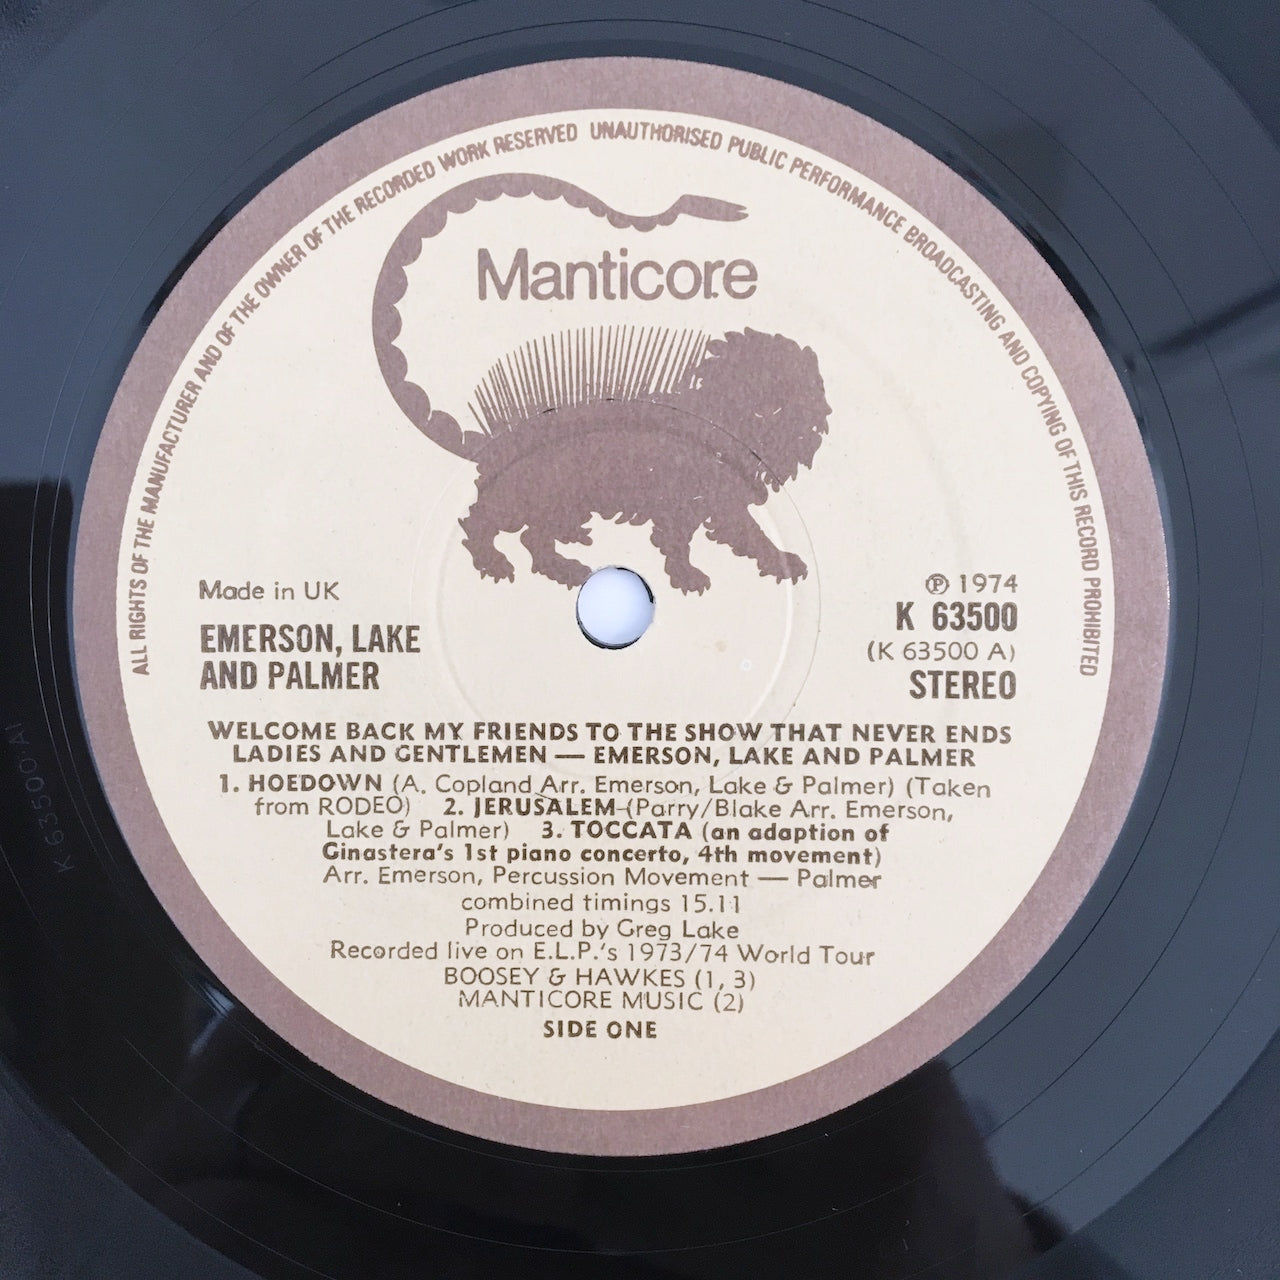 ALL RIGHTS OF THE MANUFACTURER AND OF THE OWNER OF THE RECORDED WORK RESERVED UNAUTHORISED PUBLIC PERFORMANCE BROADCASTING AND COPYING OF THIS RECORD PROHIBITED
Manticore
Made in UK
EMERSON, LAKE
AND PALMER
℗ 1974
K 63500
(K 63500 A)
STEREO
WELCOME BACK MY FRIENDS TO THE SHOW THAT NEVER ENDS
LADIES AND GENTLEMEN — EMERSON, LAKE AND PALMER
1. HOEDOWN (A. Copland Arr. Emerson, Lake & Palmer) (Taken
from RODEO) 2. JERUSALEM (Parry/Blake Arr. Emerson,
Lake & Palmer) 3. TOCCATA (an adaption of
Ginastera's 1st piano concerto, 4th movement)
Arr. Emerson, Percussion Movement — Palmer
combined timings 15.11
Produced by Greg Lake
Recorded live on E.L.P.'s 1973/74 World Tour
BOOSEY & HAWKES (1, 3)
MANTICORE MUSIC (2)
SIDE ONE
K 63500 A1